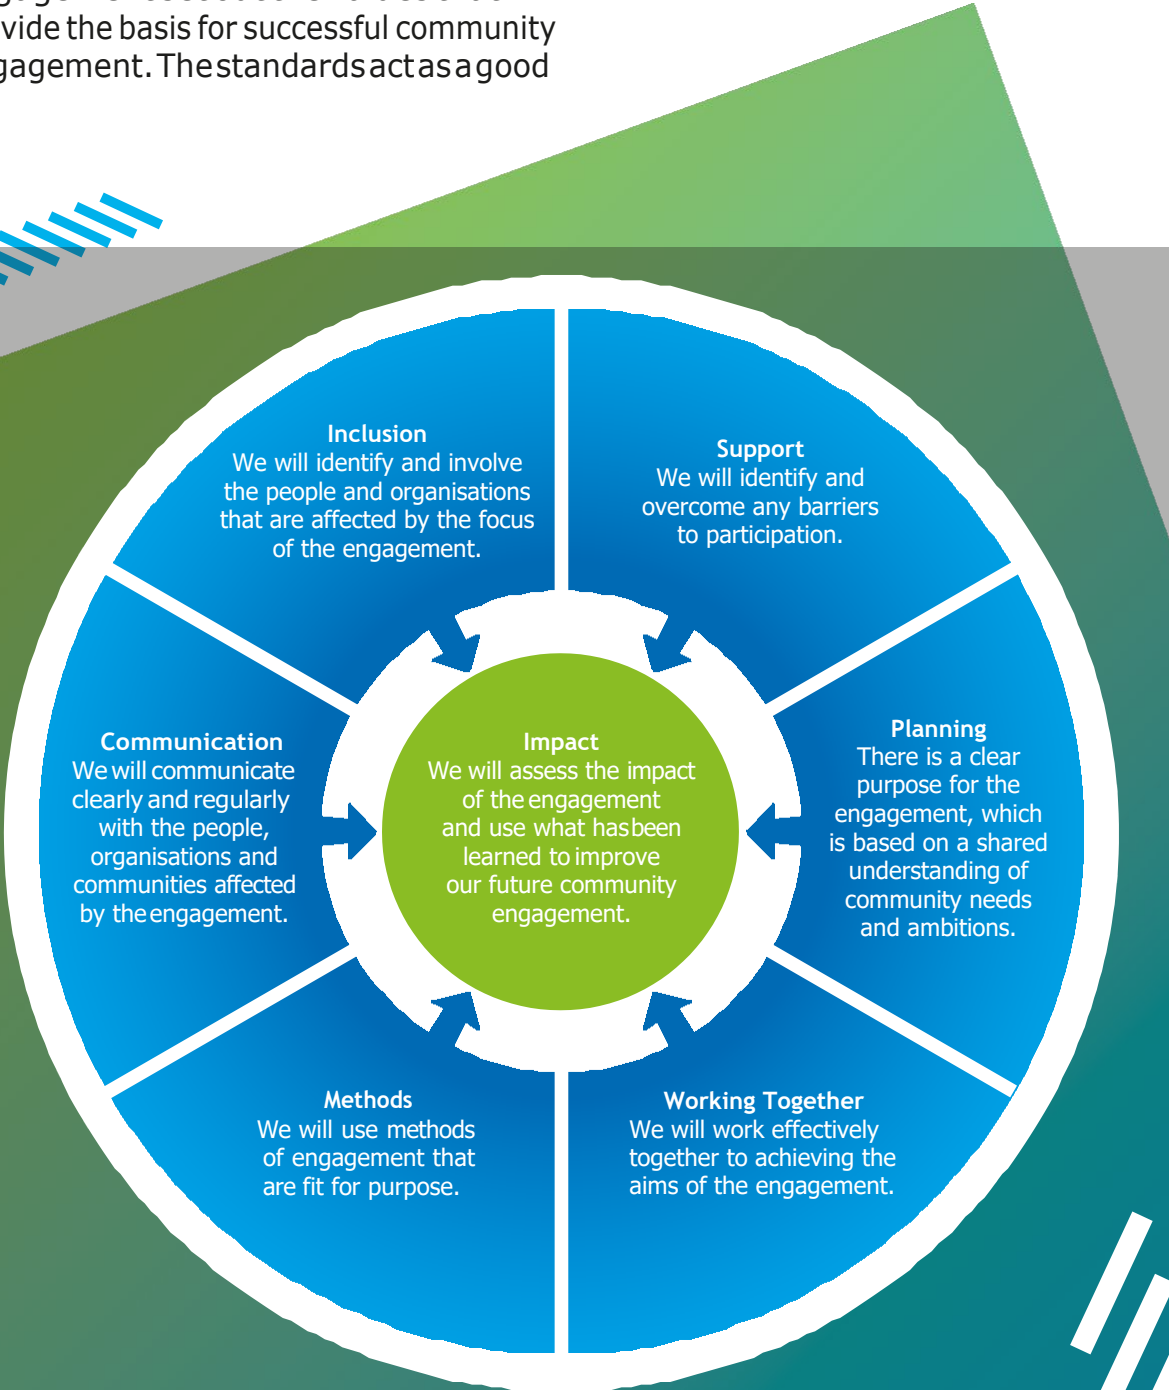 vide the basis for successful community
gagement. The standards act as a good
Inclusion
We will identify and involve
the people and organisations
that are affected by the focus
of the engagement.
Support
We will identify and
overcome any barriers
to participation.
Communication
We will communicate
clearly and regularly
with the people,
organisations and
communities affected
by the engagement.
Impact
We will assess the impact
of the engagement
and use what has been
learned to improve
our future community
engagement.
Planning
There is a clear
purpose for the
engagement, which
is based on a shared
understanding of
community needs
and ambitions.
Methods
We will use methods
of engagement that
are fit for purpose.
Working Together
We will work effectively
together to achieving the
aims of the engagement.